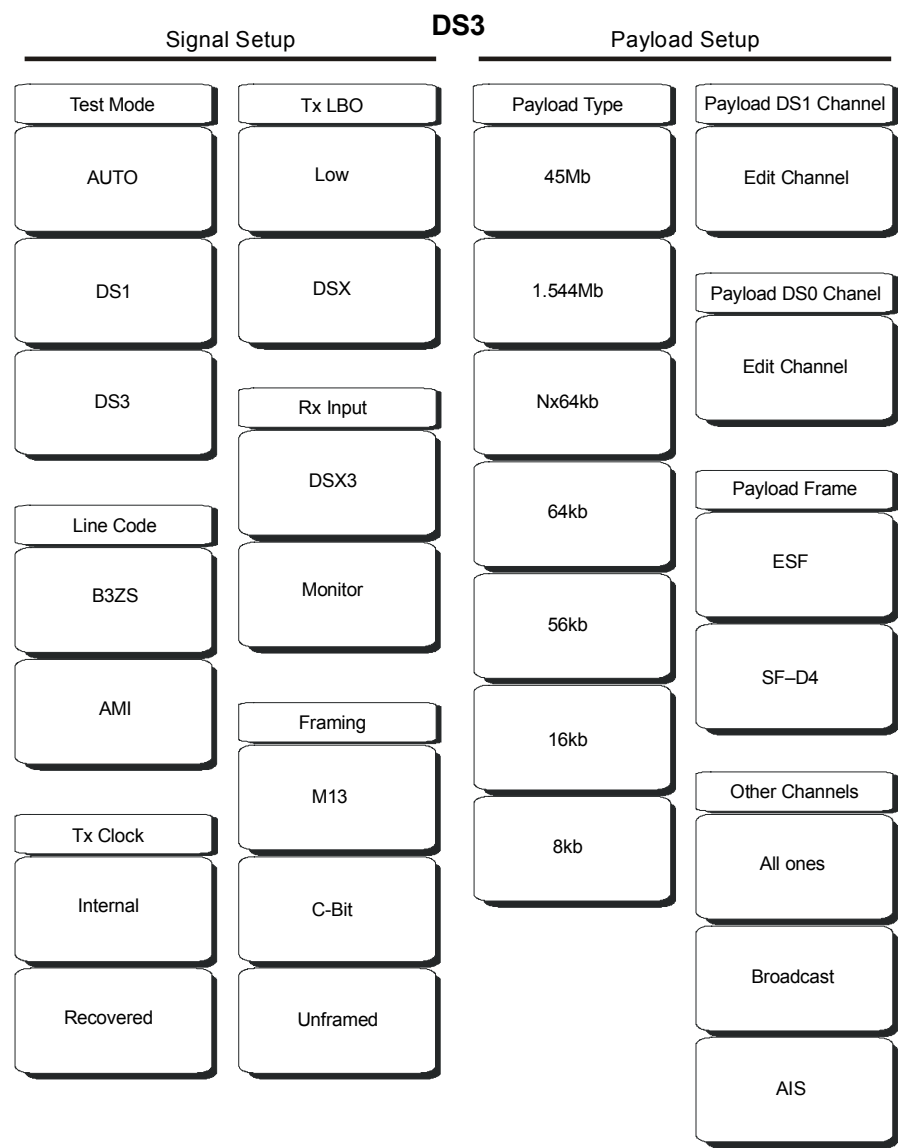 DS3
Signal Setup
Payload Setup
Test Mode
AUTO
DS1
DS3
Line Code
B3ZS
AMI
Tx Clock
Internal
Recovered
Tx LBO
Low
DSX
Rx Input
DSX3
Monitor
Framing
M13
C-Bit
Unframed
Payload Type
45Mb
1.544Mb
Nx64kb
64kb
56kb
16kb
8kb
Payload DS1 Channel
Edit Channel
Payload DS0 Chanel
Edit Channel
Payload Frame
ESF
SF–D4
Other Channels
All ones
Broadcast
AIS